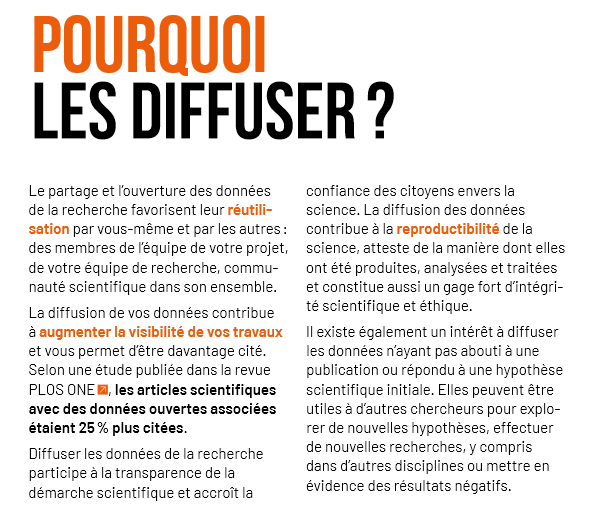 POURQUOI
LES DIFFUSER ?
Le partage et l’ouverture des données
de la recherche favorisent leur réutili-
sation par vous-même et par les autres :
des membres de l’équipe de votre projet,
de votre équipe de recherche, commu-
nauté scientifique dans son ensemble.
La diffusion de vos données contribue
à augmenter la visibilité de vos travaux
et vous permet d’être davantage cité.
Selon une étude publiée dans la revue
PLOS ONE, les articles scientifiques
avec des données ouvertes associées
étaient 25 % plus citées.
Diffuser les données de la recherche
participe à la transparence de la
démarche scientifique et accroît la
confiance des citoyens envers la
science. La diffusion des données
contribue à la reproductibilité de la
science, atteste de la manière dont elles
ont été produites, analysées et traitées
et constitue aussi un gage fort d’intégri-
té scientifique et éthique.
Il existe également un intérêt à diffuser
les données n’ayant pas abouti à une
publication ou répondu à une hypothèse
scientifique initiale. Elles peuvent être
utiles à d’autres chercheurs pour explo-
rer de nouvelles hypothèses, effectuer
de nouvelles recherches, y compris
dans d’autres disciplines ou mettre en
évidence des résultats négatifs.